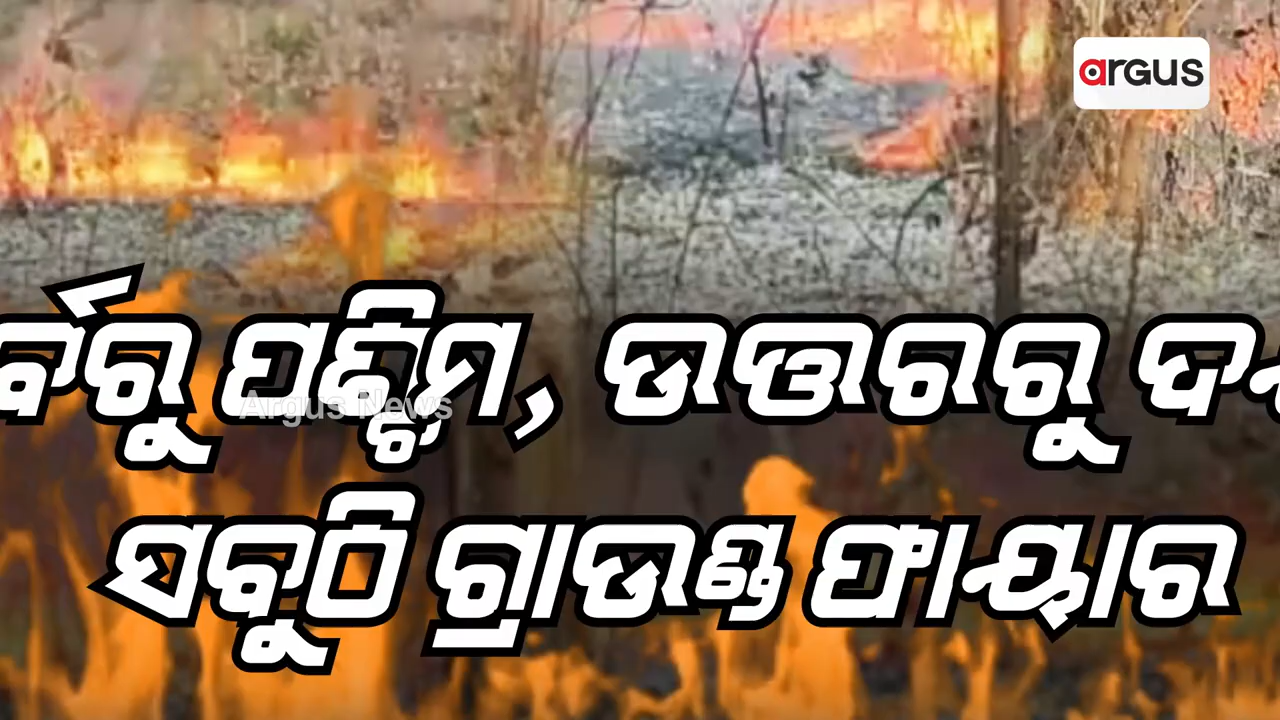 argus
ର୍ବରୁ ପଶ୍ଚିମ, ଉତ୍ତରରୁ
Argus News
ସବୁଠି ଗ୍ରାଉଣ୍ଡ ଫାୟାର